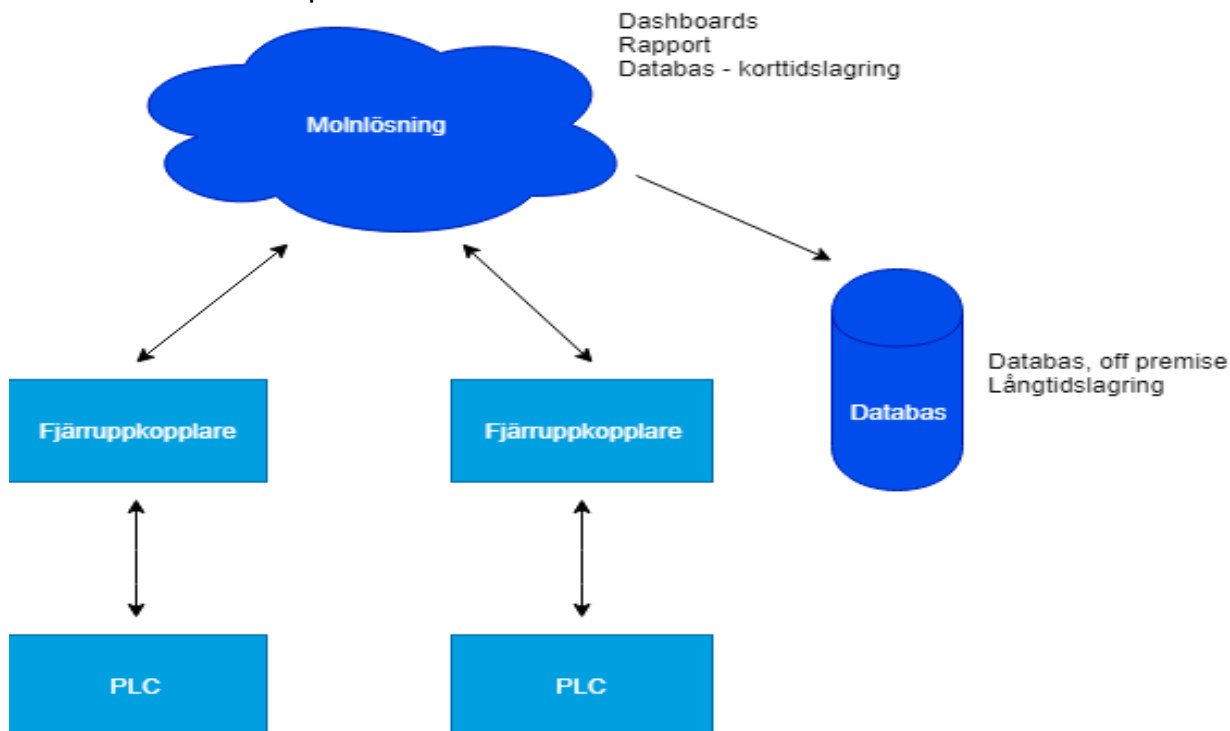 Dashboards
Rapport
Databas - korttidslagring
Molnlösning
Databas, off premise
Långtidslagring
Databas
Fjärruppkopplare
Fjärruppkopplare
PLC
PLC